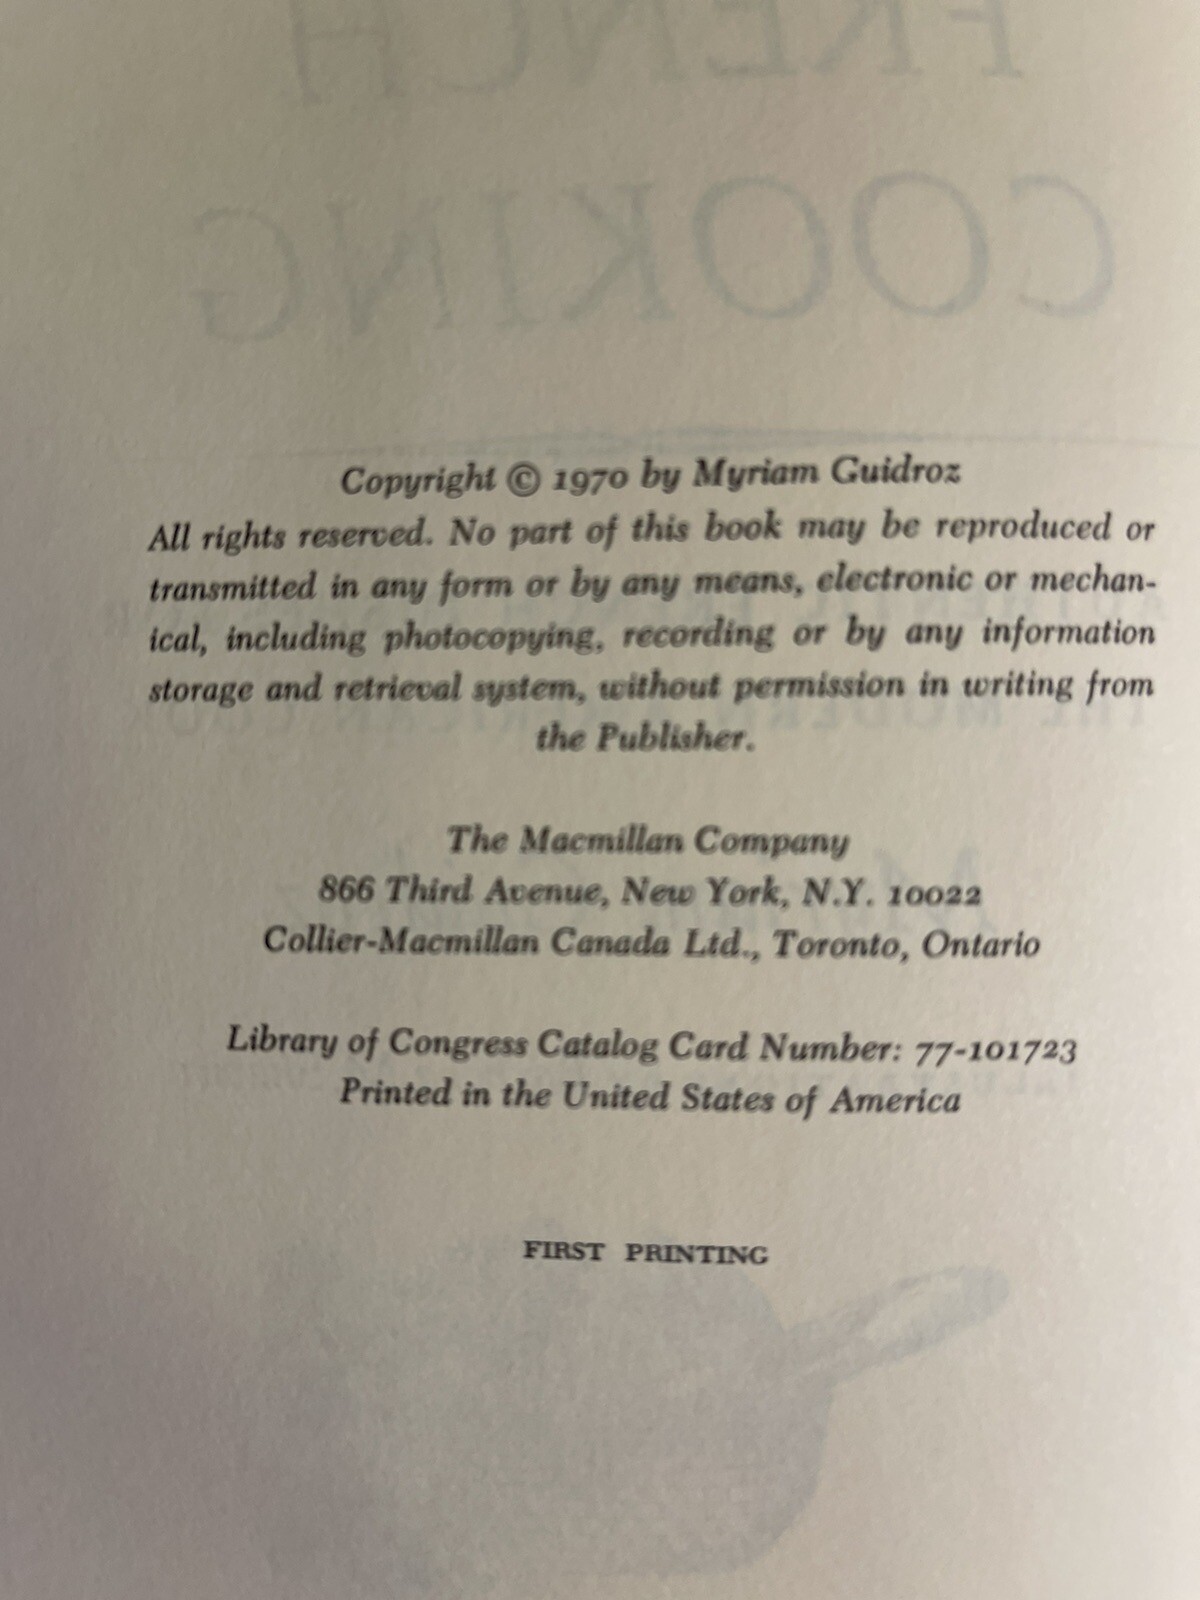 FRENCH
COOKING
Copyright © 1970 by Myriam Guidroz
All rights reserved. No part of this book may be reproduced or
transmitted in any form or by any means, electronic or mechan-
ical, including photocopying, recording or by any information
storage and retrieval system, without permission in writing from
the Publisher.
The Macmillan Company
866 Third Avenue, New York, N.Y. 10022
Collier-Macmillan Canada Ltd., Toronto, Ontario
Library of Congress Catalog Card Number: 77-101723
Printed in the United States of America
FIRST PRINTING